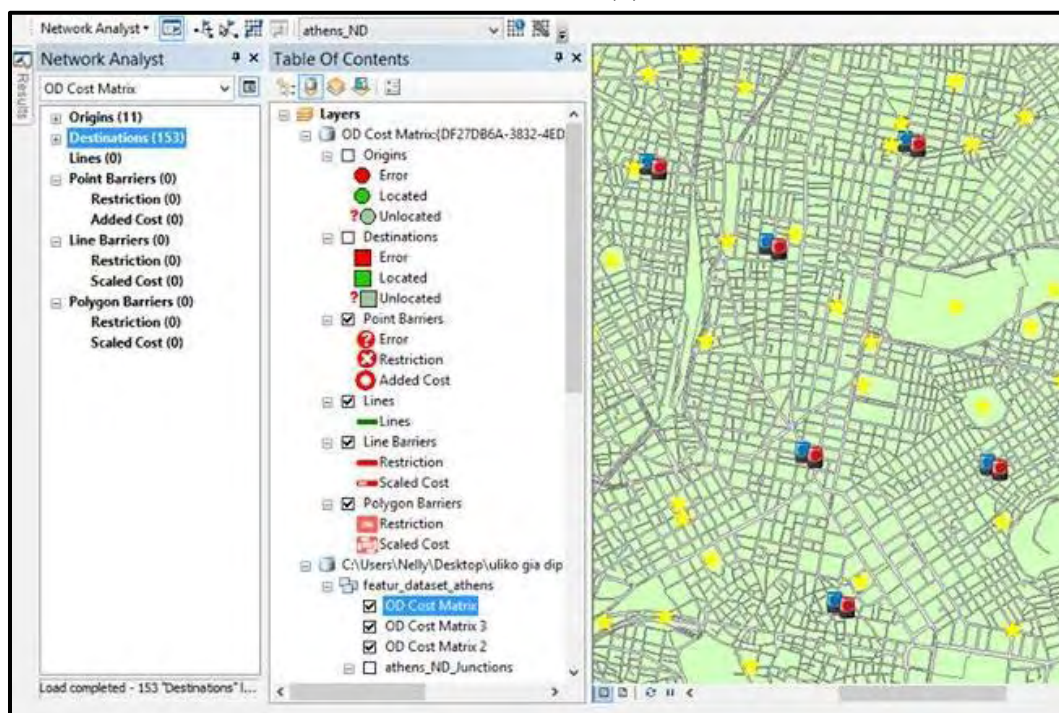 Network Analyst
athens_ND
Results
Network Analyst
OD Cost Matrix
Origins (11)
Destinations (153)
Lines (0)
Point Barriers (0)
Restriction (0)
Added Cost (0)
Line Barriers (0)
Restriction (0)
Scaled Cost (0)
Polygon Barriers (0)
Restriction (0)
Scaled Cost (0)
Load completed - 153 "Destinations" l...
Table Of Contents
Layers
OD Cost Matrix:{DF27DB6A-3832-4ED
Origins
Error
Located
? Unlocated
Destinations
Error
Located
? Unlocated
Point Barriers
? Error
Restriction
Added Cost
Lines
Lines
Line Barriers
Restriction
Scaled Cost
Polygon Barriers
Restriction
Scaled Cost
C:\Users\Nelly\Desktop\uliko gia dip
featur_dataset_athens
OD Cost Matrix
OD Cost Matrix 3
OD Cost Matrix 2
athens_ND_Junctions